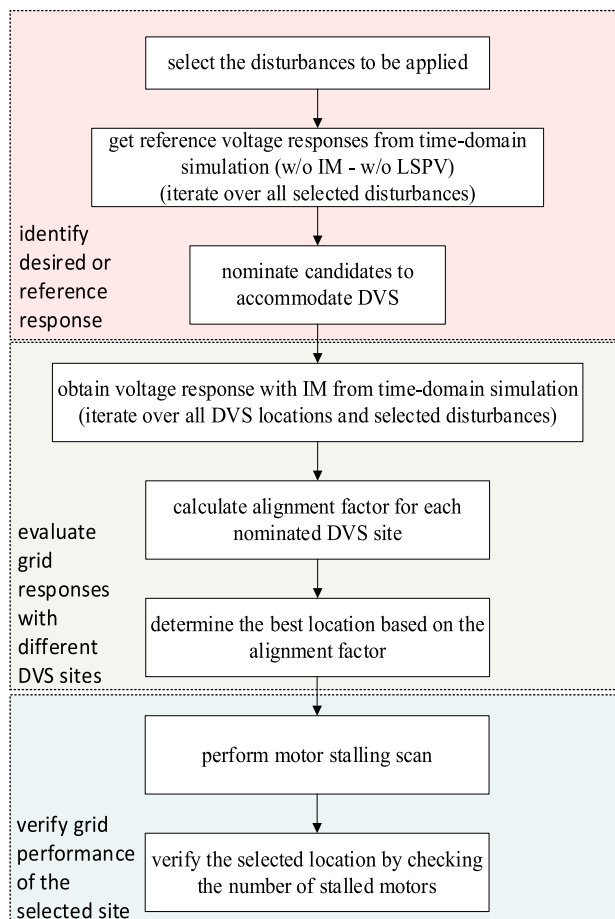 select the disturbances to be applied
get reference voltage responses from time-domain
simulation (w/o IM - w/o LSPV)
(iterate over all selected disturbances)
identify
desired or
reference
response
nominate candidates to
accommodate DVS
obtain voltage response with IM from time-domain simulation
(iterate over all DVS locations and selected disturbances)
calculate alignment factor for each
nominated DVS site
evaluate
grid
responses
with
different
DVS sites
determine the best location based on the
alignment factor
perform motor stalling scan
verify grid
performance
of the
selected site
verify the selected location by checking
the number of stalled motors